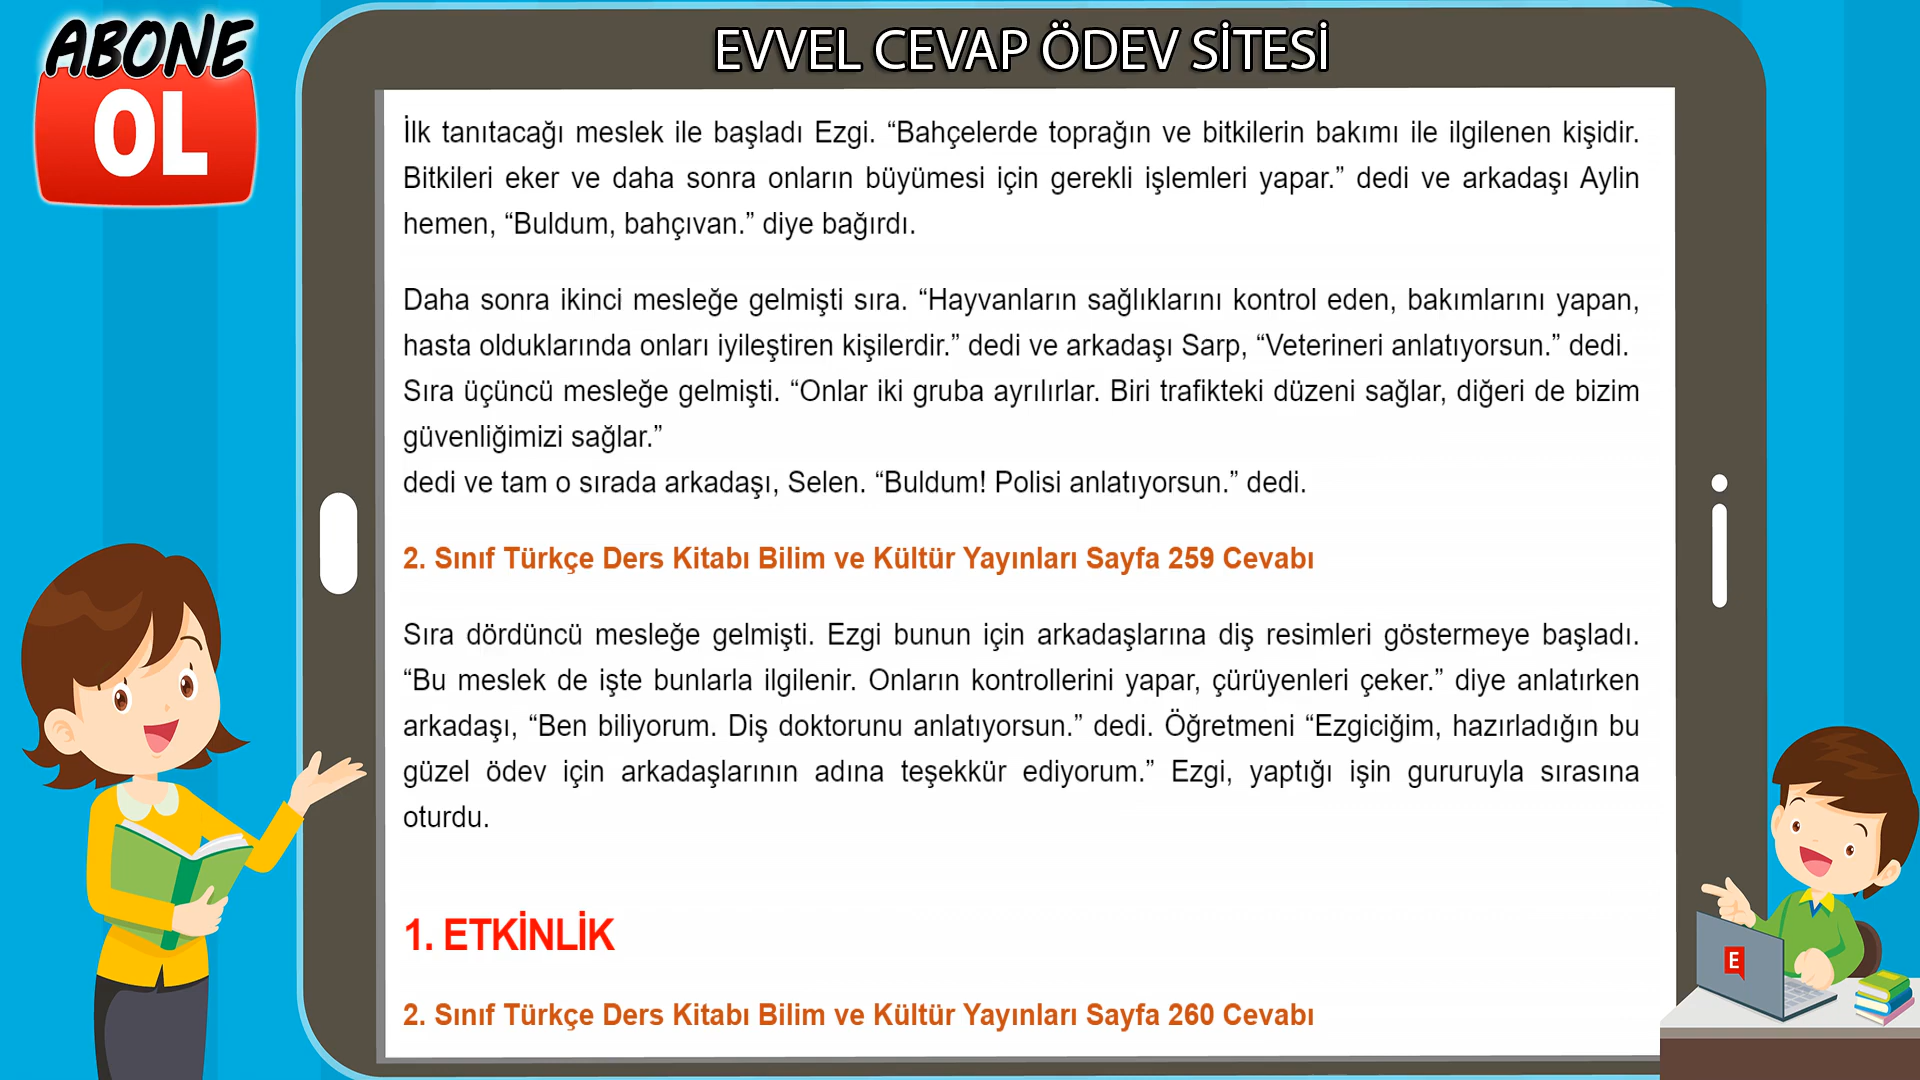 ABONE
OL
EVVEL CEVAP ÖDEV SİTESİ
İlk tanıtacağı meslek ile başladı Ezgi. “Bahçelerde toprağın ve bitkilerin bakımı ile ilgilenen kişidir.
Bitkileri eker ve daha sonra onların büyümesi için gerekli işlemleri yapar.” dedi ve arkadaşı Aylin
hemen, “Buldum, bahçıvan.” diye bağırdı.
Daha sonra ikinci mesleğe gelmişti sıra. “Hayvanların sağlıklarını kontrol eden, bakımlarını yapan,
hasta olduklarında onları iyileştiren kişilerdir.” dedi ve arkadaşı Sarp, “Veterineri anlatıyorsun.” dedi.
Sıra üçüncü mesleğe gelmişti. “Onlar iki gruba ayrılırlar. Biri trafikteki düzeni sağlar, diğeri de bizim
güvenliğimizi sağlar.”
dedi ve tam o sırada arkadaşı, Selen. “Buldum! Polisi anlatıyorsun.” dedi.
2. Sınıf Türkçe Ders Kitabı Bilim ve Kültür Yayınları Sayfa 259 Cevabı
Sıra dördüncü mesleğe gelmişti. Ezgi bunun için arkadaşlarına diş resimleri göstermeye başladı.
“Bu meslek de işte bunlarla ilgilenir. Onların kontrollerini yapar, çürüyenleri çeker.” diye anlatırken
arkadaşı, “Ben biliyorum. Diş doktorunu anlatıyorsun.” dedi. Öğretmeni “Ezgiciğim, hazırladığın bu
güzel ödev için arkadaşlarının adına teşekkür ediyorum.” Ezgi, yaptığı işin gururuyla sırasına
oturdu.
1. ETKİNLİK
2. Sınıf Türkçe Ders Kitabı Bilim ve Kültür Yayınları Sayfa 260 Cevabı
E